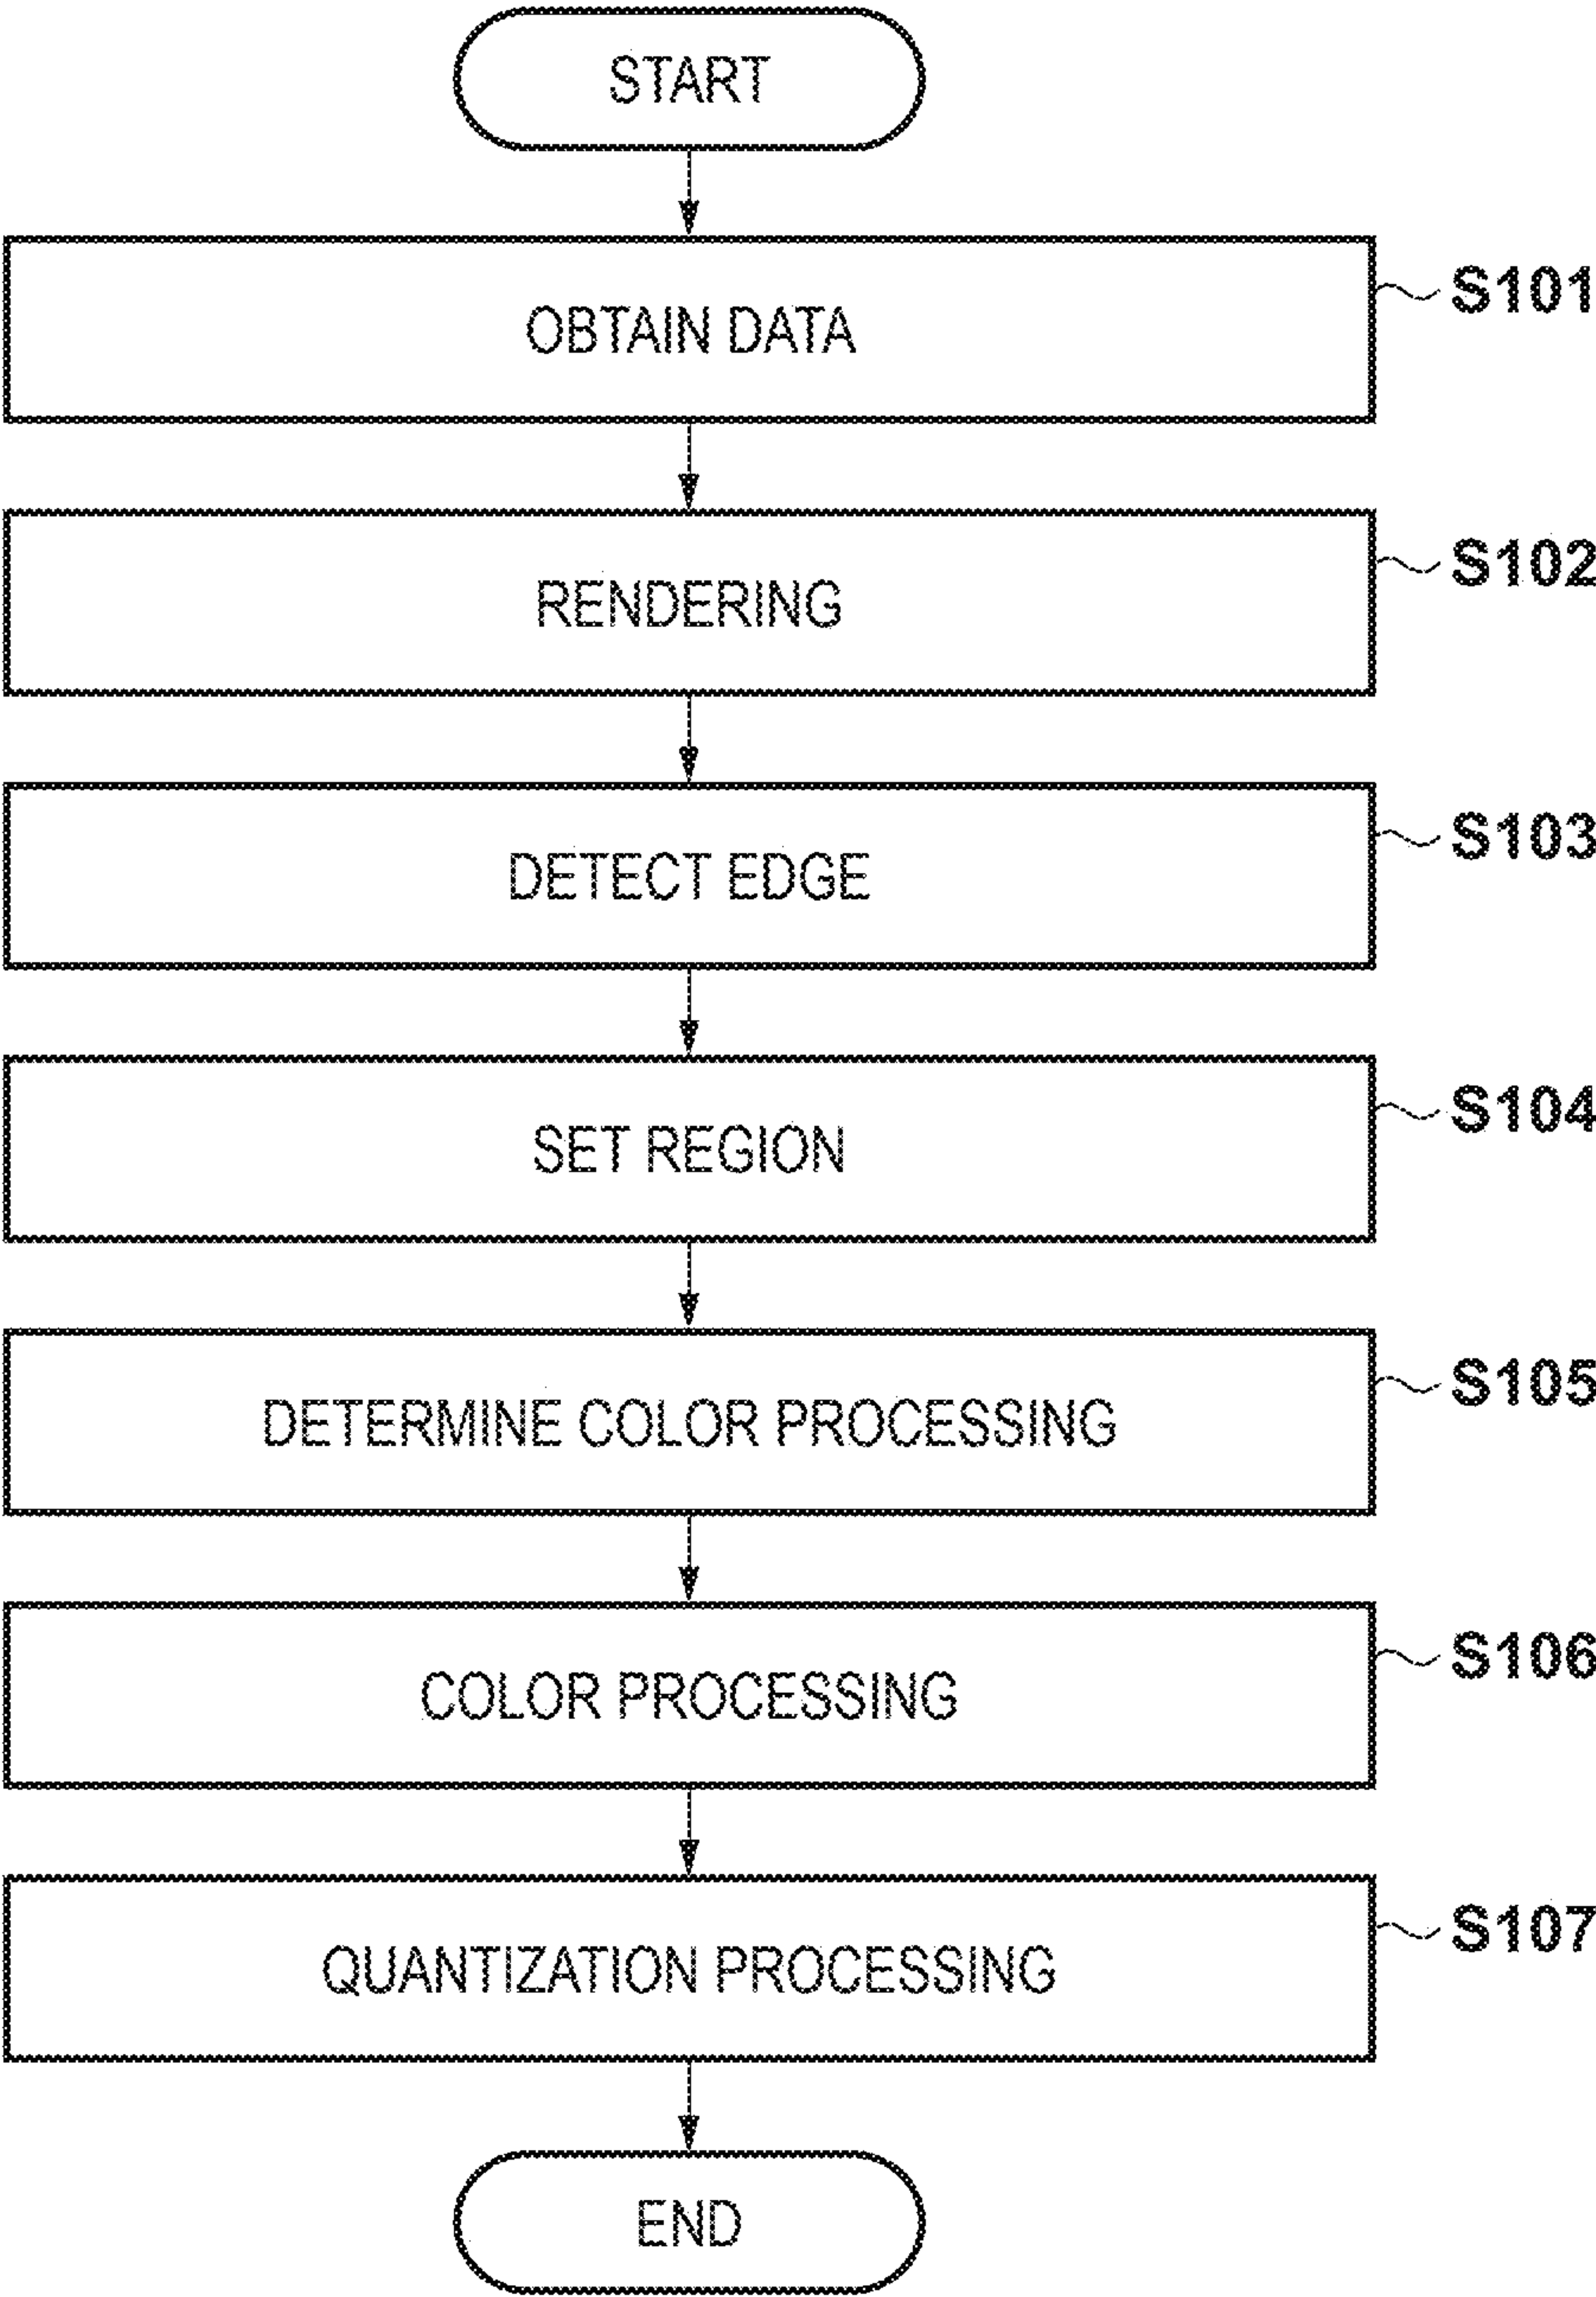 START
OBTAIN DATA
S101
RENDERING
S102
DETECT EDGE
S103
SET REGION
S104
DETERMINE COLOR PROCESSING
S105
COLOR PROCESSING
S106
QUANTIZATION PROCESSING
S107
END